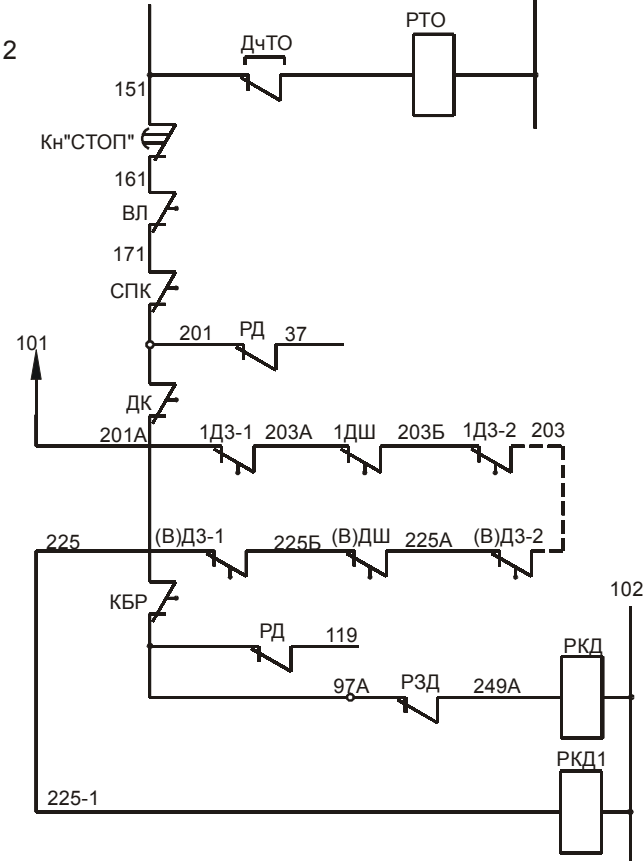 РТО
ДчТО
2
151
Кн"СТОП"
161
ВЛ
171
СПК
201 РД 37
101
ДК
201А 1ДЗ-1 203А 1ДШ 203Б 1ДЗ-2 203
225 (В)ДЗ-1 225Б (В)ДШ 225А (В)ДЗ-2
КБР
102
РД 119
РКД
97А РЗД 249А
РКД1
225-1